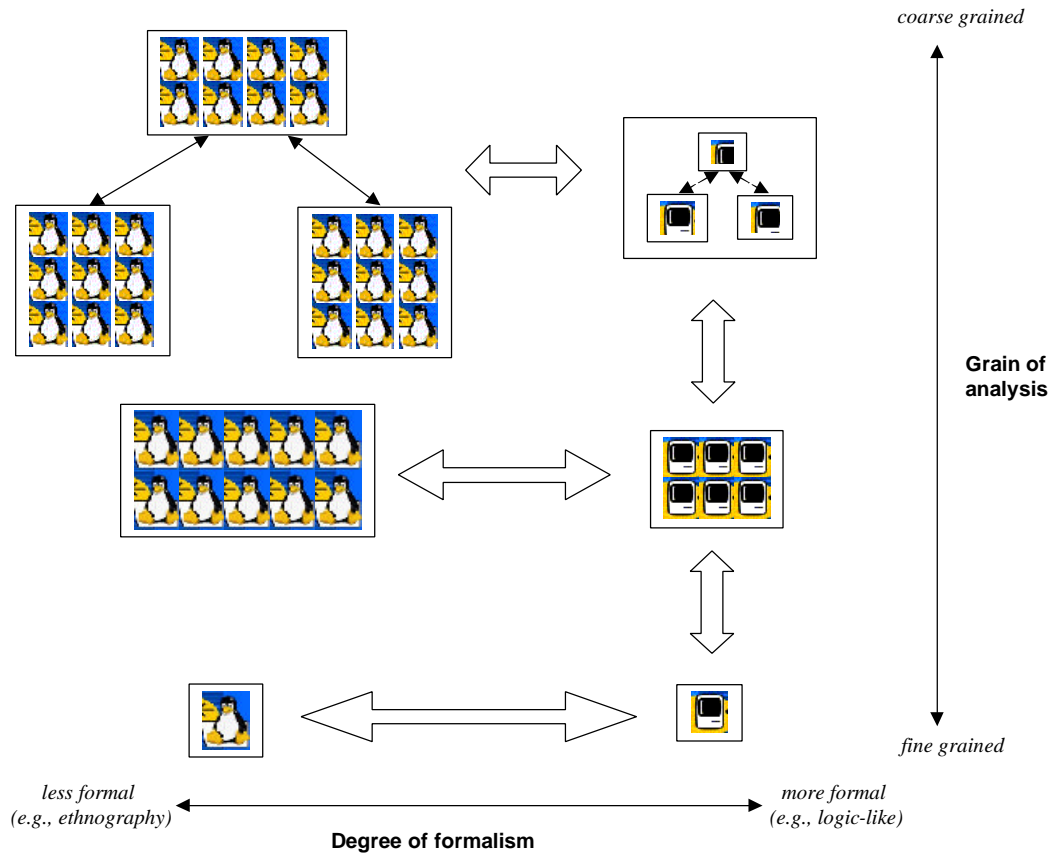 coarse grained
Grain of
analysis
fine grained
less formal
(e.g., ethnography)
more formal
(e.g., logic-like)
Degree of formalism